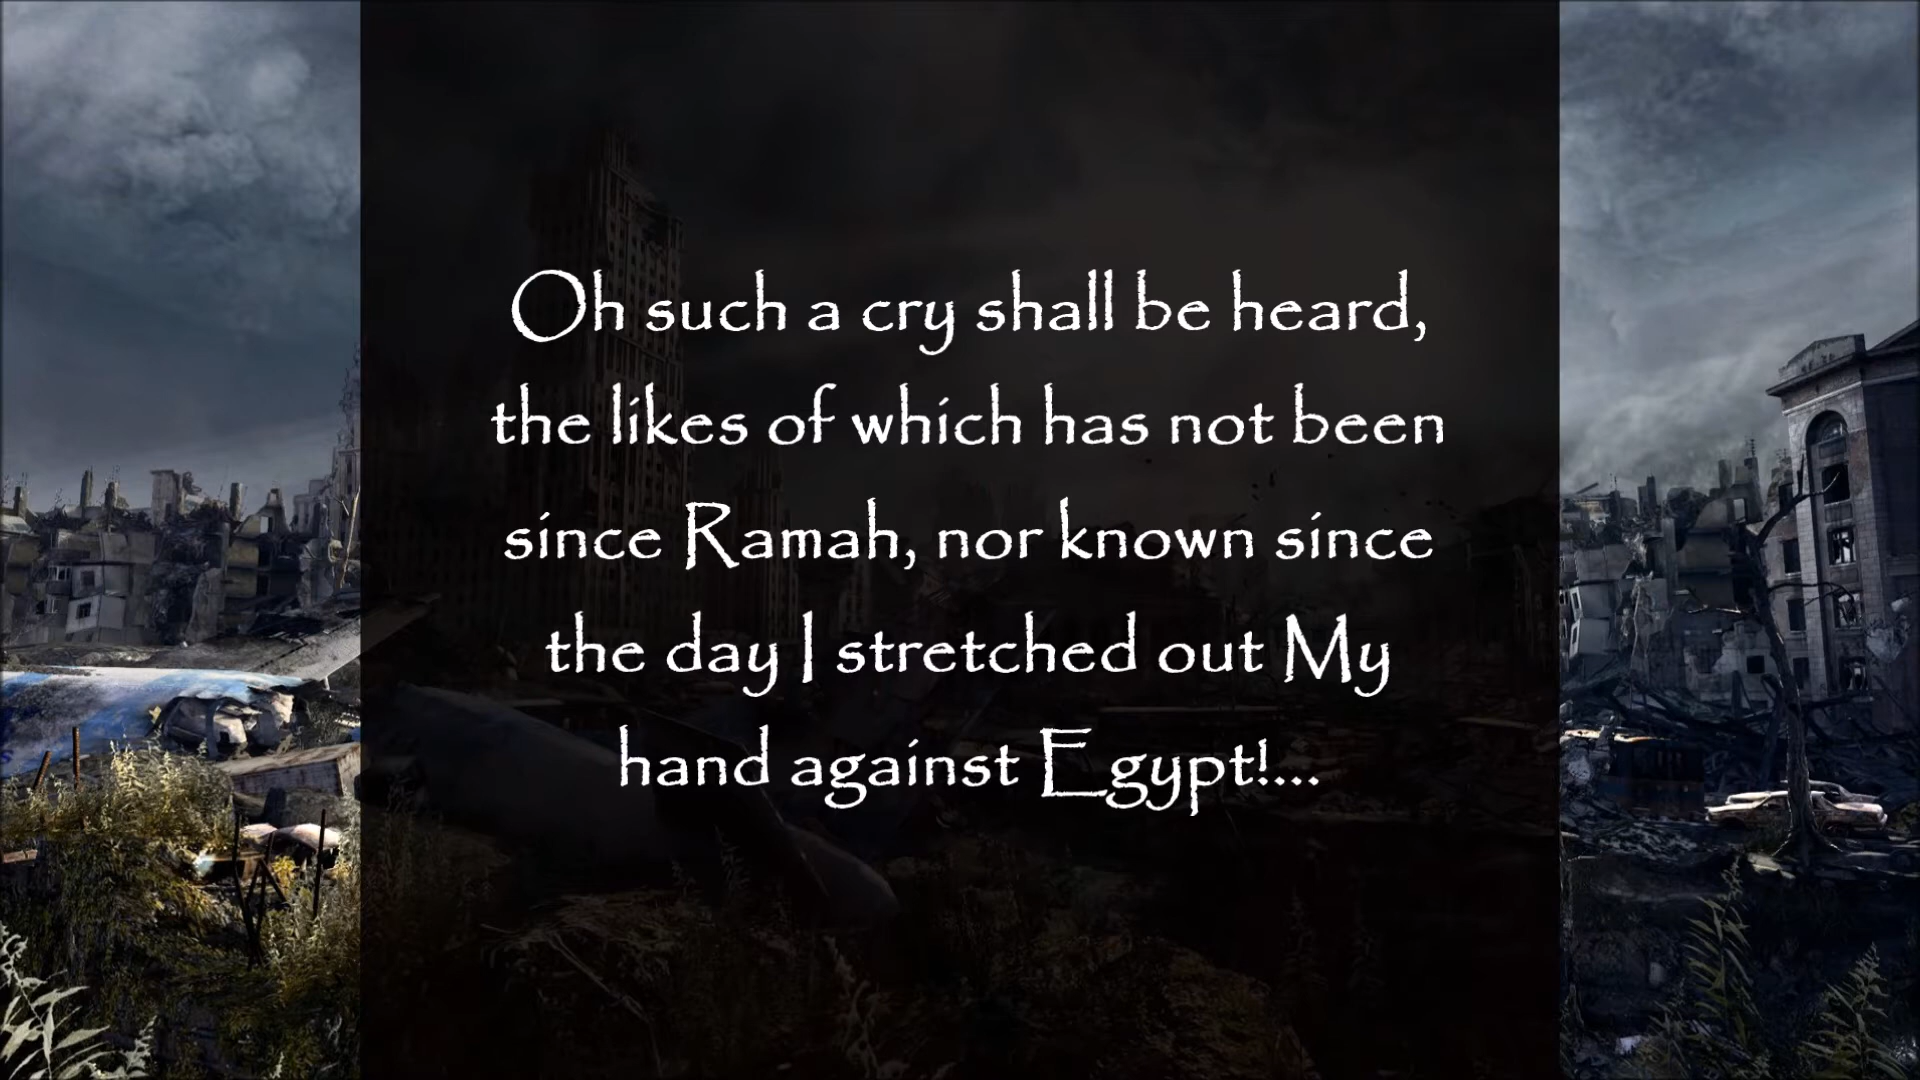 Oh such a cry shall be heard,
the likes of which has not been
since Ramah, nor known since
the day I stretched out My
hand against Egypt!...